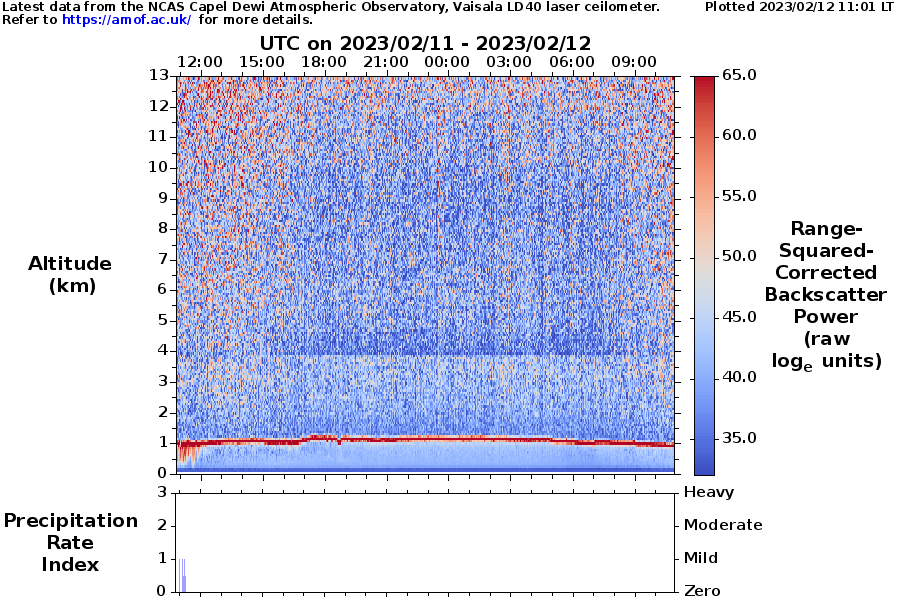 Latest data from the NCAS Capel Dewi Atmospheric Observatory, Vaisala LD40 laser ceilometer. Plotted 2023/02/12 11:01 LT
Refer to https://amof.ac.uk/ for more details.
UTC on 2023/02/11 - 2023/02/12
12:00 15:00 18:00 21:00 00:00 03:00 06:00 09:00
13
12
11
10
9
8
7
6
5
4
3
2
1
0
Altitude
(km)
65.0
60.0
55.0
50.0
45.0
40.0
35.0
Range-
Squared-
Corrected
Backscatter
Power
(raw
loge units)
Precipitation
Rate
Index
3
2
1
0
Heavy
Moderate
Mild
Zero